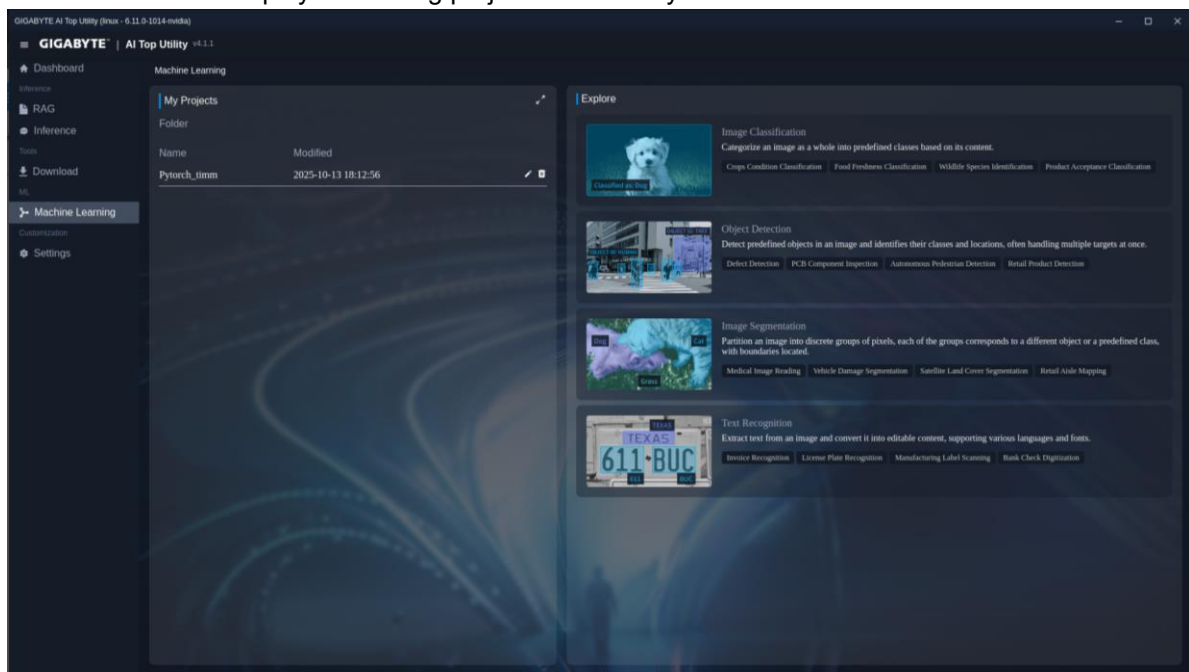 GIGABYTE AI Top Utility (linux - 6.11.0-1014-nvidia)
GIGABYTE™ | AI Top Utility v4.1.1
Dashboard
Inference
RAG
Inference
Tools
Download
ML
Machine Learning
Customization
Settings
Machine Learning
My Projects
Folder
Name Modified
Pytorch_timm 2025-10-13 18:12:56
Explore
Classified as: Dog
Image Classification
Categorize an image as a whole into predefined classes based on its content.
Crops Condition Classification Food Freshness Classification Wildlife Species Identification Product Acceptance Classification
Object Detection
Detect predefined objects in an image and identifies their classes and locations, often handling multiple targets at once.
Defect Detection PCB Component Inspection Autonomous Pedestrian Detection Retail Product Detection
Dog
Cat
Grass
Image Segmentation
Partition an image into discrete groups of pixels, each of the groups corresponds to a different object or a predefined class,
with boundaries located.
Medical Image Reading Vehicle Damage Segmentation Satellite Land Cover Segmentation Retail Aisle Mapping
TEXAS
TEXAS
611 BUC
611 BUC
Text Recognition
Extract text from an image and convert it into editable content, supporting various languages and fonts.
Invoice Recognition License Plate Recognition Manufacturing Label Scanning Bank Check Digitization